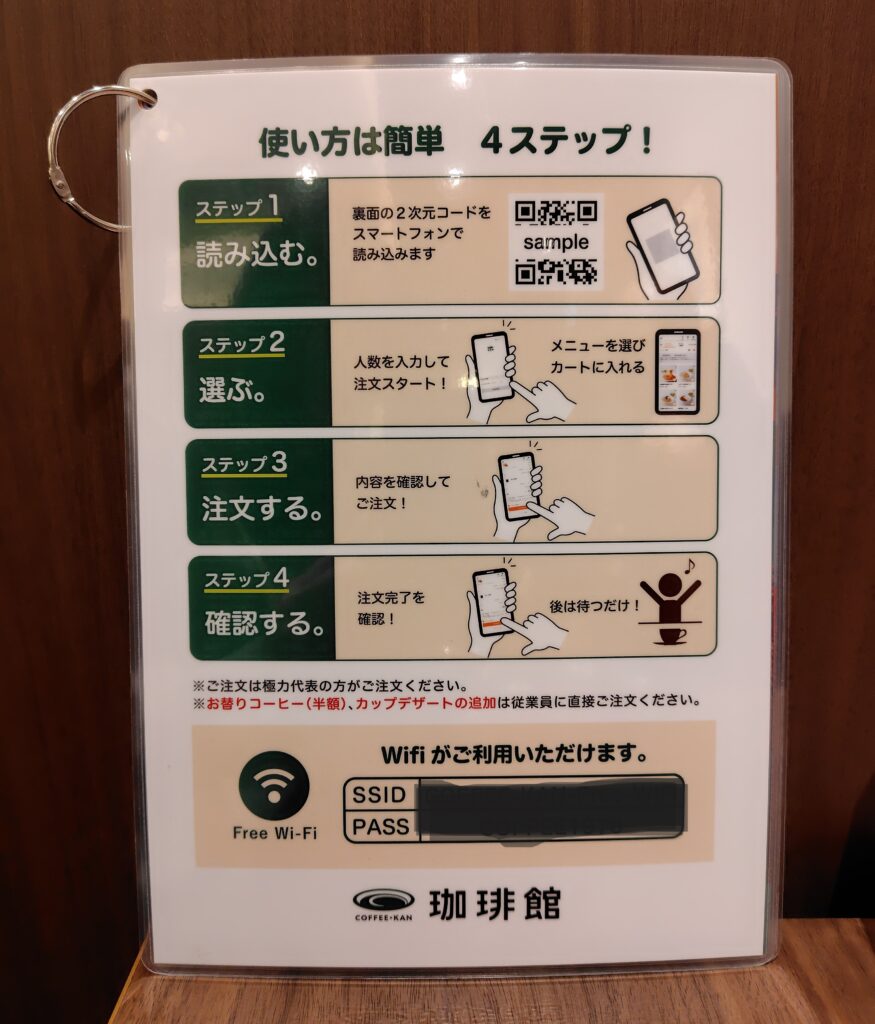 使い方は簡単　4ステップ！
ステップ1
読み込む。
裏面の2次元コードを
スマートフォンで
読み込みます
sample
ステップ2
選ぶ。
人数を入力して
注文スタート！
メニューを選び
カートに入れる
ステップ3
注文する。
内容を確認して
ご注文！
ステップ4
確認する。
注文完了を
確認！
後は待つだけ！
※ご注文は極力代表の方がご注文ください。
※お替りコーヒー(半額)、カップデザートの追加は従業員に直接ご注文ください。
Wifiがご利用いただけます。
Free Wi-Fi
SSID
PASS
COFFEE-KAN
珈琲館